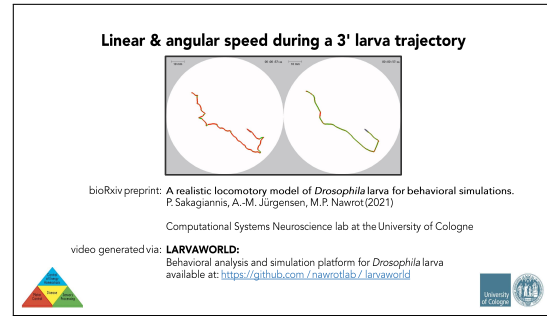 Linear & angular speed during a 3' larva trajectory
bioRxiv preprint: A realistic locomotory model of Drosophila larva for behavioral simulations.
P. Sakagiannis, A.-M. Jürgensen, M.P. Nawrot (2021)
Computational Systems Neuroscience lab at the University of Cologne
video generated via: LARVAWORLD:
Behavioral analysis and simulation platform for Drosophila larva
available at: https://github.com/nawrotlab/larvaworld
University
of Cologne